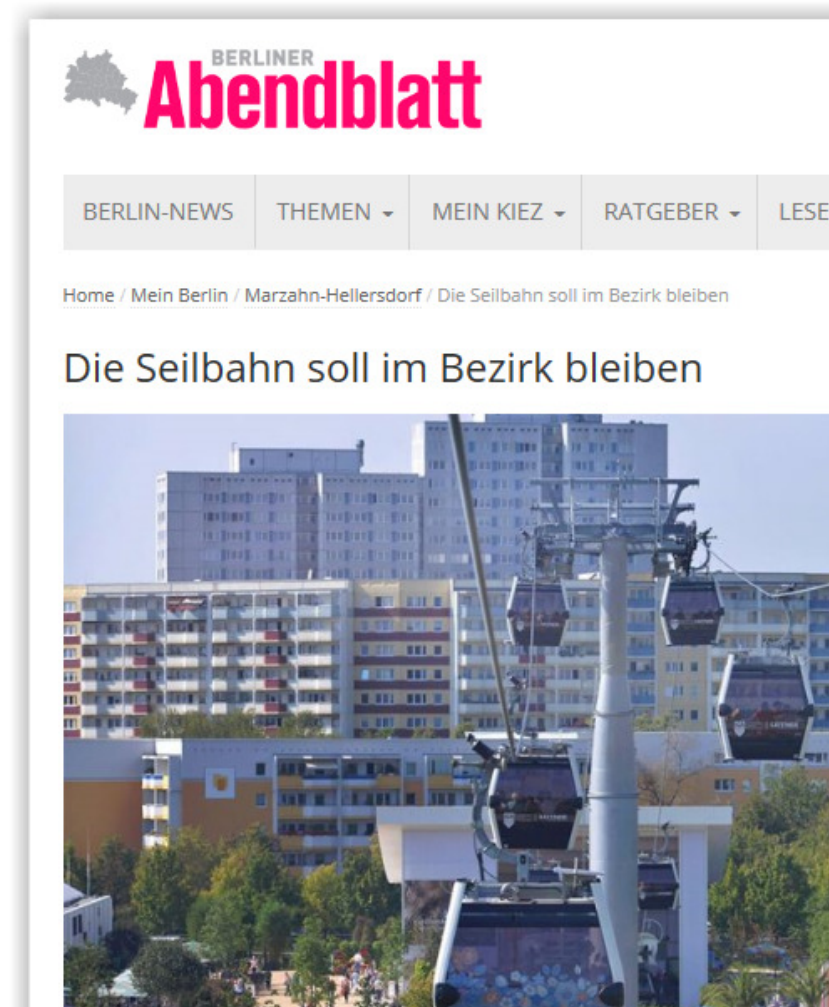 BERLINER
Abendblatt
BERLIN-NEWS THEMEN MEIN KIEZ RATGEBER LESE
Home / Mein Berlin / Marzahn-Hellersdorf / Die Seilbahn soll im Bezirk bleiben
Die Seilbahn soll im Bezirk bleiben